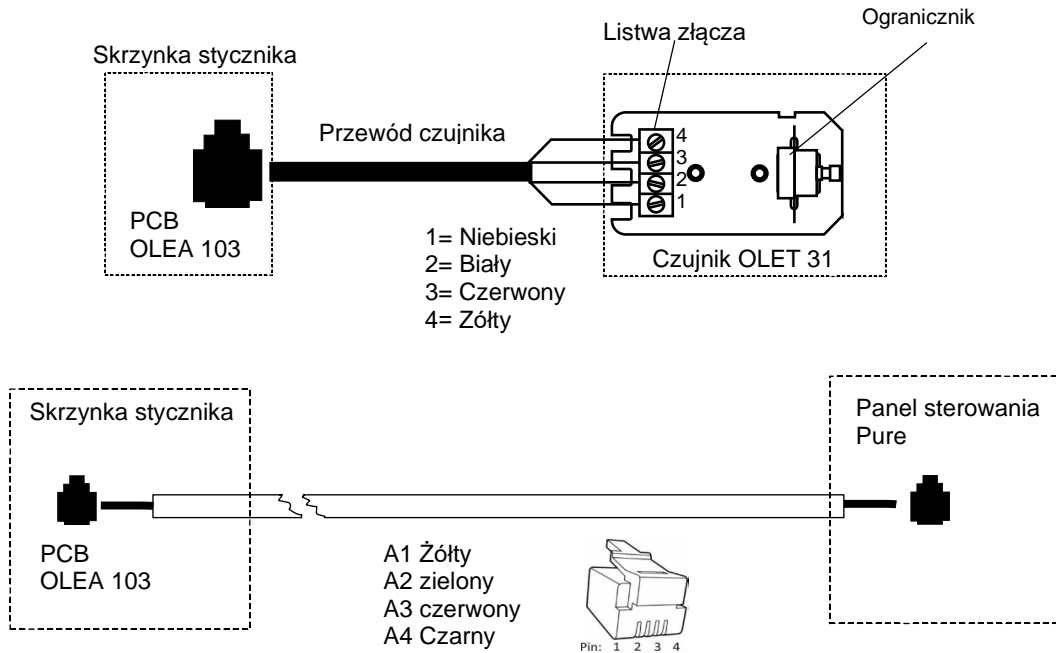 Ogranicznik
Listwa złącza
Skrzynka stycznika
Przewód czujnika
4
3
2
1
PCB
OLEA 103
1= Niebieski
2= Biały
3= Czerwony
4= Zółty
Czujnik OLET 31
Skrzynka stycznika
Panel sterowania
Pure
PCB
OLEA 103
A1 Żółty
A2 zielony
A3 czerwony
A4 Czarny
Pin: 1 2 3 4